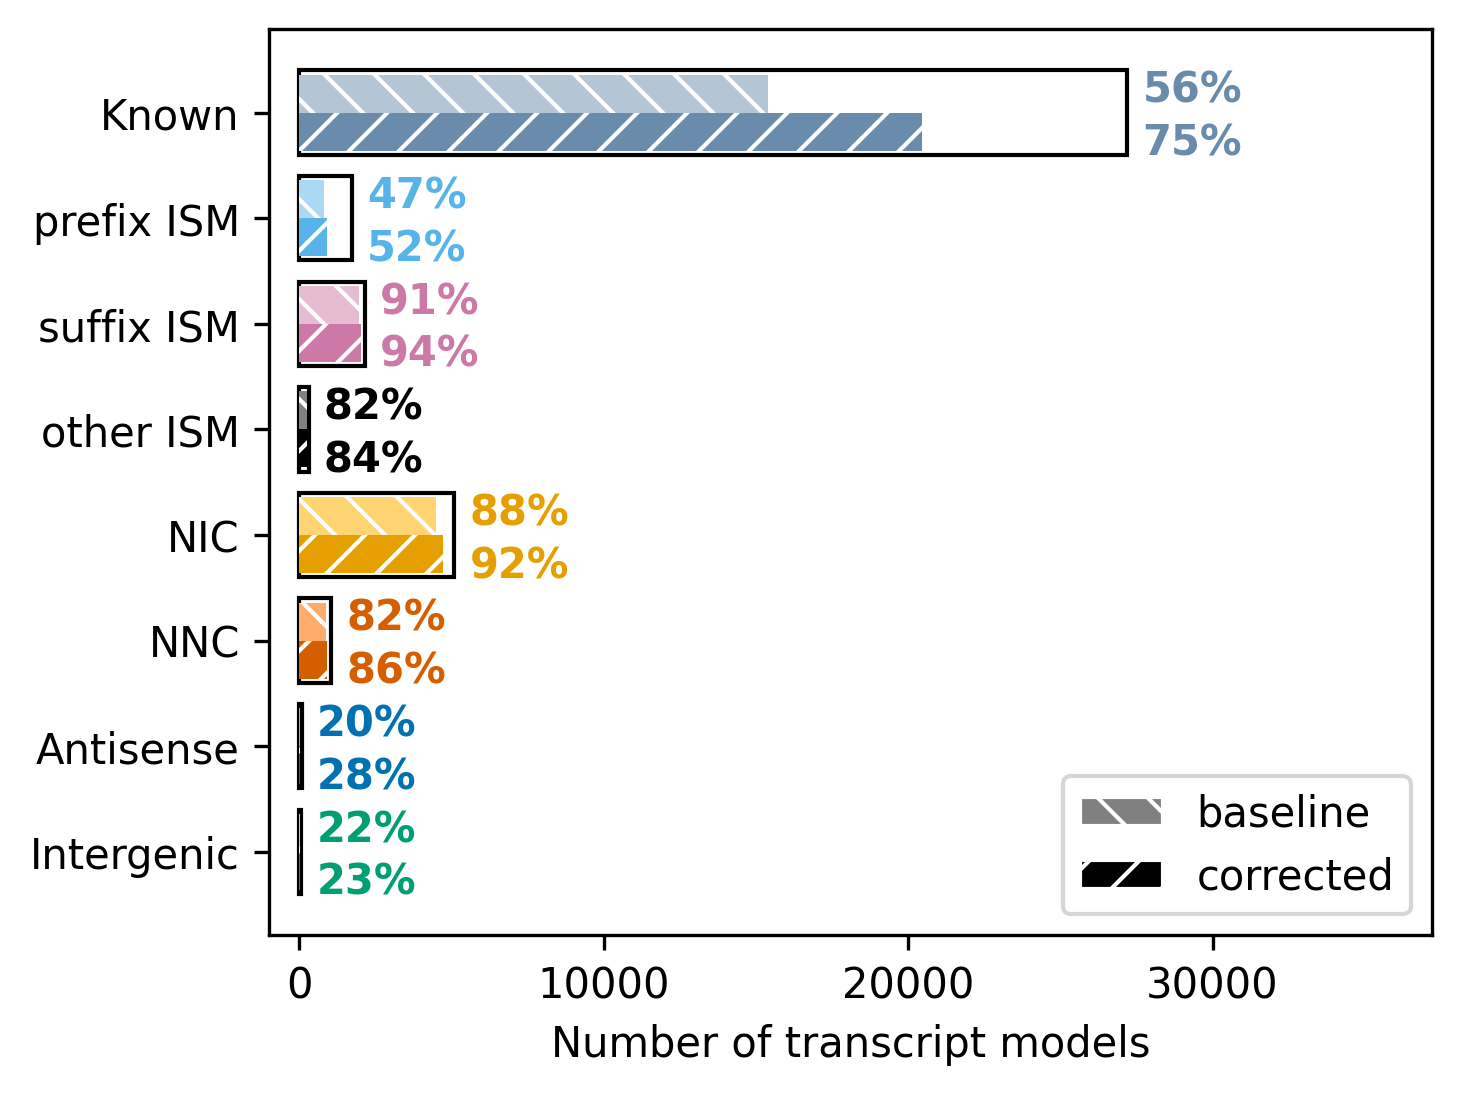 Known
56%
75%
prefix ISM
47%
52%
suffix ISM
91%
94%
other ISM
82%
84%
NIC
88%
92%
NNC
82%
86%
Antisense
20%
28%
Intergenic
22%
23%
baseline
corrected
0 10000 20000 30000
Number of transcript models